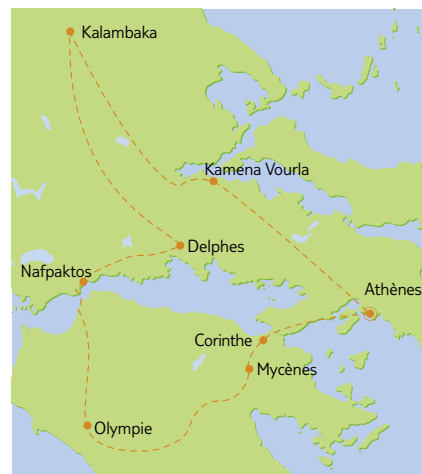 Kalambaka
Kamena Vourla
Delphes
Nafpaktos
Athènes
Corinthe
Mycènes
Olympie